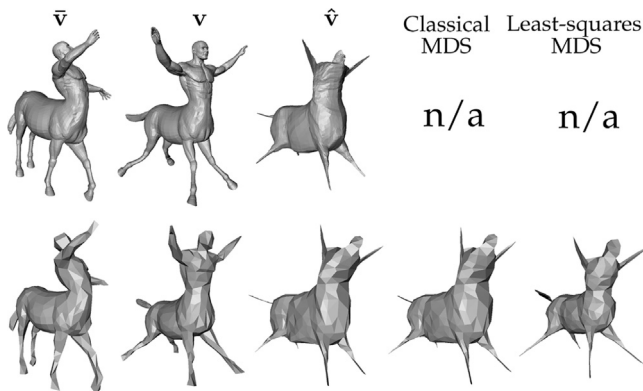 v̄
v
v̂
Classical
MDS
Least-squares
MDS
n/a
n/a